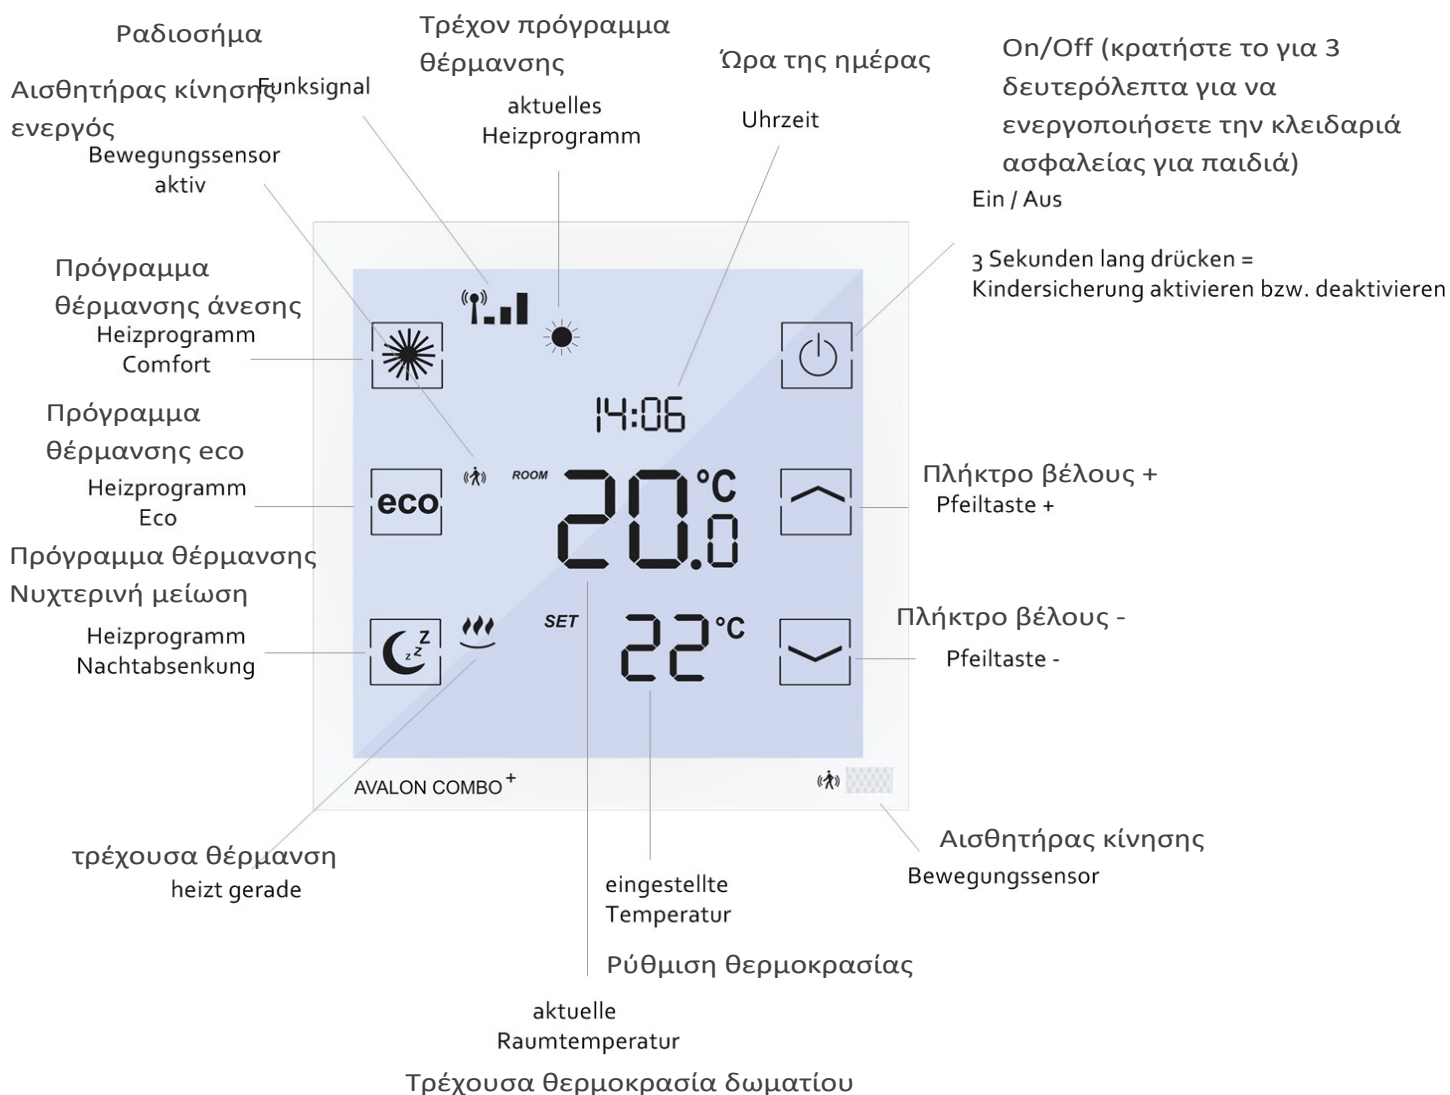 Ραδιοσήμα
Τρέχον πρόγραμμα
θέρμανσης
Ώρα της ημέρας
On/Off (κρατήστε το για 3
δευτερόλεπτα για να
ενεργοποιήσετε την κλειδαριά
ασφαλείας για παιδιά)
Αισθητήρας κίνησης
ενεργός
Funksignal
aktuelles
Heizprogramm
Uhrzeit
Bewegungssensor
aktiv
Ein / Aus
3 Sekunden lang drücken =
Kindersicherung aktivieren bzw. deaktivieren
Πρόγραμμα
θέρμανσης άνεσης
Heizprogramm
Comfort
14:06
Πρόγραμμα
θέρμανσης eco
Heizprogramm
Eco
eco
ROOM
20.0 °C
Πλήκτρο βέλους +
Pfeiltaste +
Πρόγραμμα θέρμανσης
Νυχτερινή μείωση
Heizprogramm
Nachtabsenkung
z z Z
SET
22 °C
Πλήκτρο βέλους -
Pfeiltaste -
AVALON COMBO +
τρέχουσα θέρμανση
heizt gerade
Αισθητήρας κίνησης
Bewegungssensor
eingestellte
Temperatur
Ρύθμιση θερμοκρασίας
aktuelle
Raumtemperatur
Τρέχουσα θερμοκρασία δωματίου